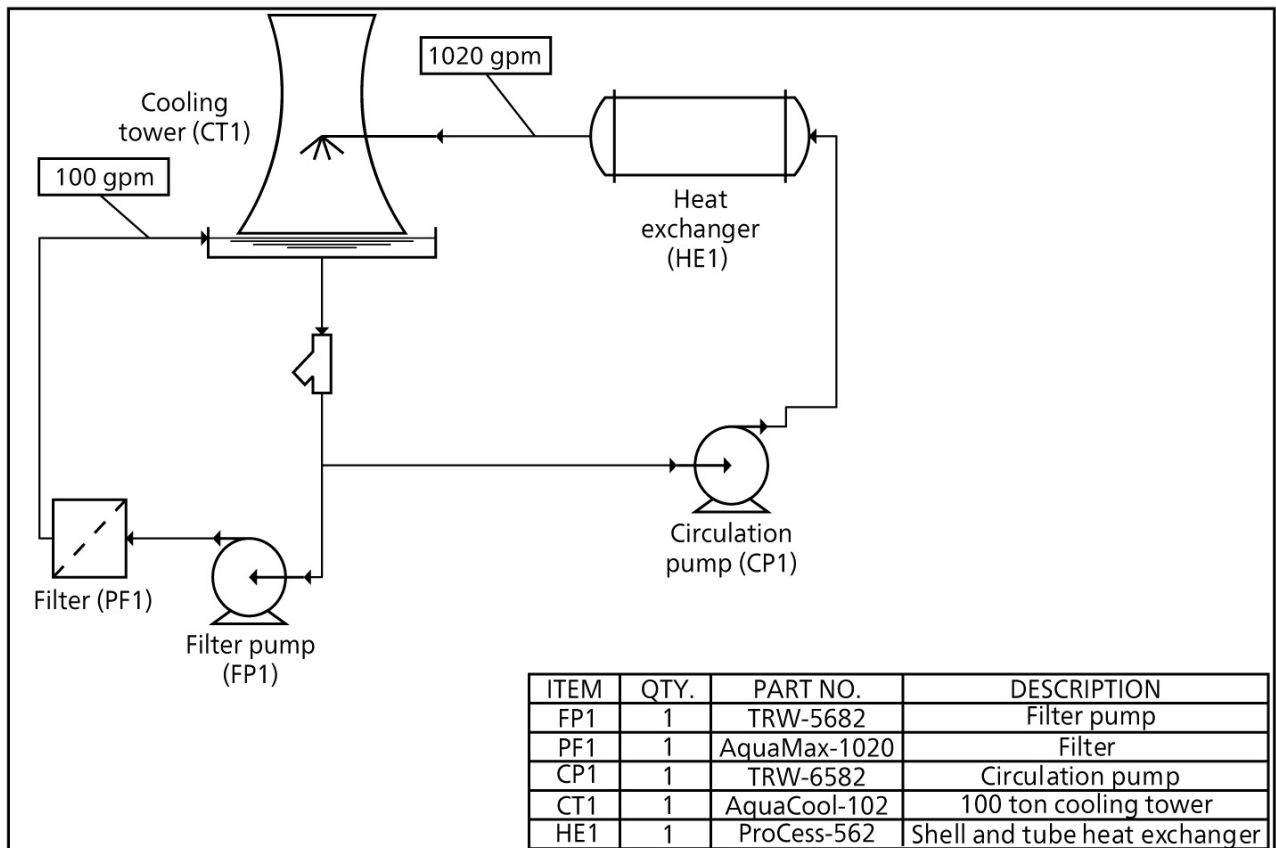 1020 gpm
Cooling
tower (CT1)
100 gpm
Heat
exchanger
(HE1)
Circulation
pump (CP1)
Filter (PF1)
Filter pump
(FP1)
ITEM QTY. PART NO. DESCRIPTION
FP1 1 TRW-5682 Filter pump
PF1 1 AquaMax-1020 Filter
CP1 1 TRW-6582 Circulation pump
CT1 1 AquaCool-102 100 ton cooling tower
HE1 1 ProCess-562 Shell and tube heat exchanger